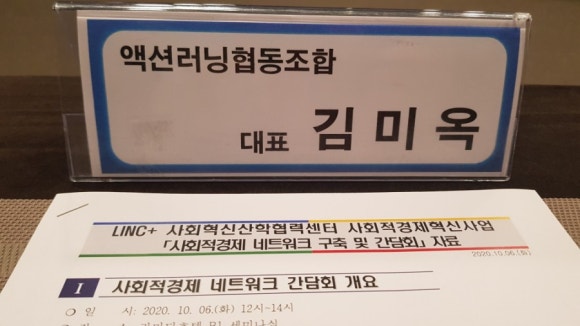 액션러닝협동조합
대표 김미옥
LINC+ 사회혁신산학협력센터 사회적경제혁신사업
「사회적경제 네트워크 구축 및 간담회」 자료
2020.10.06.(화)
Ⅰ 사회적경제 네트워크 간담회 개요
○ 일 시: 2020. 10. 06.(화) 12시~14시